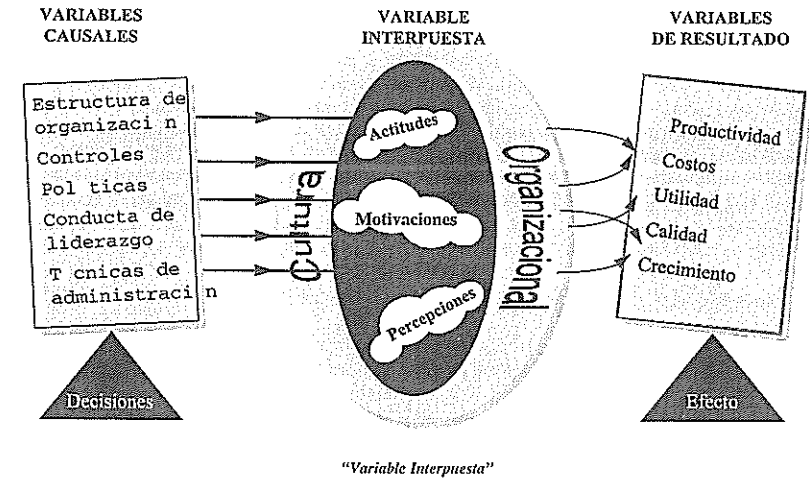 VARIABLES
CAUSALES
VARIABLE
INTERPUESTA
VARIABLES
DE RESULTADO
Estructura de
organizaci n
Controles
Pol ticas
Conducta de
liderazgo
T cnicas de
administraci n
Decisiones
Cultura
Actitudes
Motivaciones
Percepciones
Organizacional
Productividad
Costos
Utilidad
Calidad
Crecimiento
Efecto
"Variable Interpuesta"